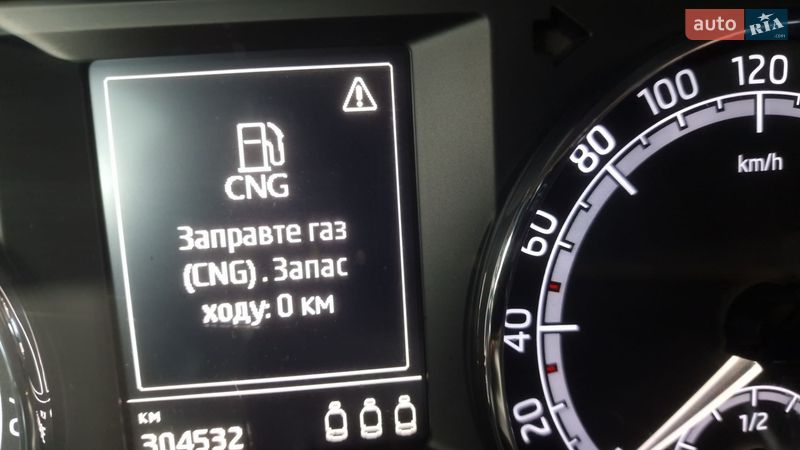 auto RIA .com
120
100
80
km/h
60
40
20
1/2
CNG
Заправте газ
(CNG). Запас
ходу: 0 км
км
304532